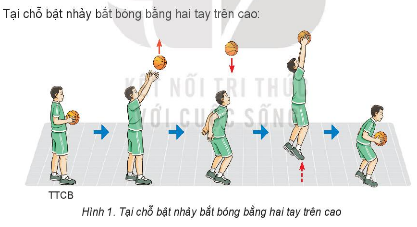 Tại chỗ bật nhảy bắt bóng bằng hai tay trên cao:
KẾT NỐI TRI THỨC
VỚI CUỘC SỐNG
TTCB
Hình 1. Tại chỗ bật nhảy bắt bóng bằng hai tay trên cao